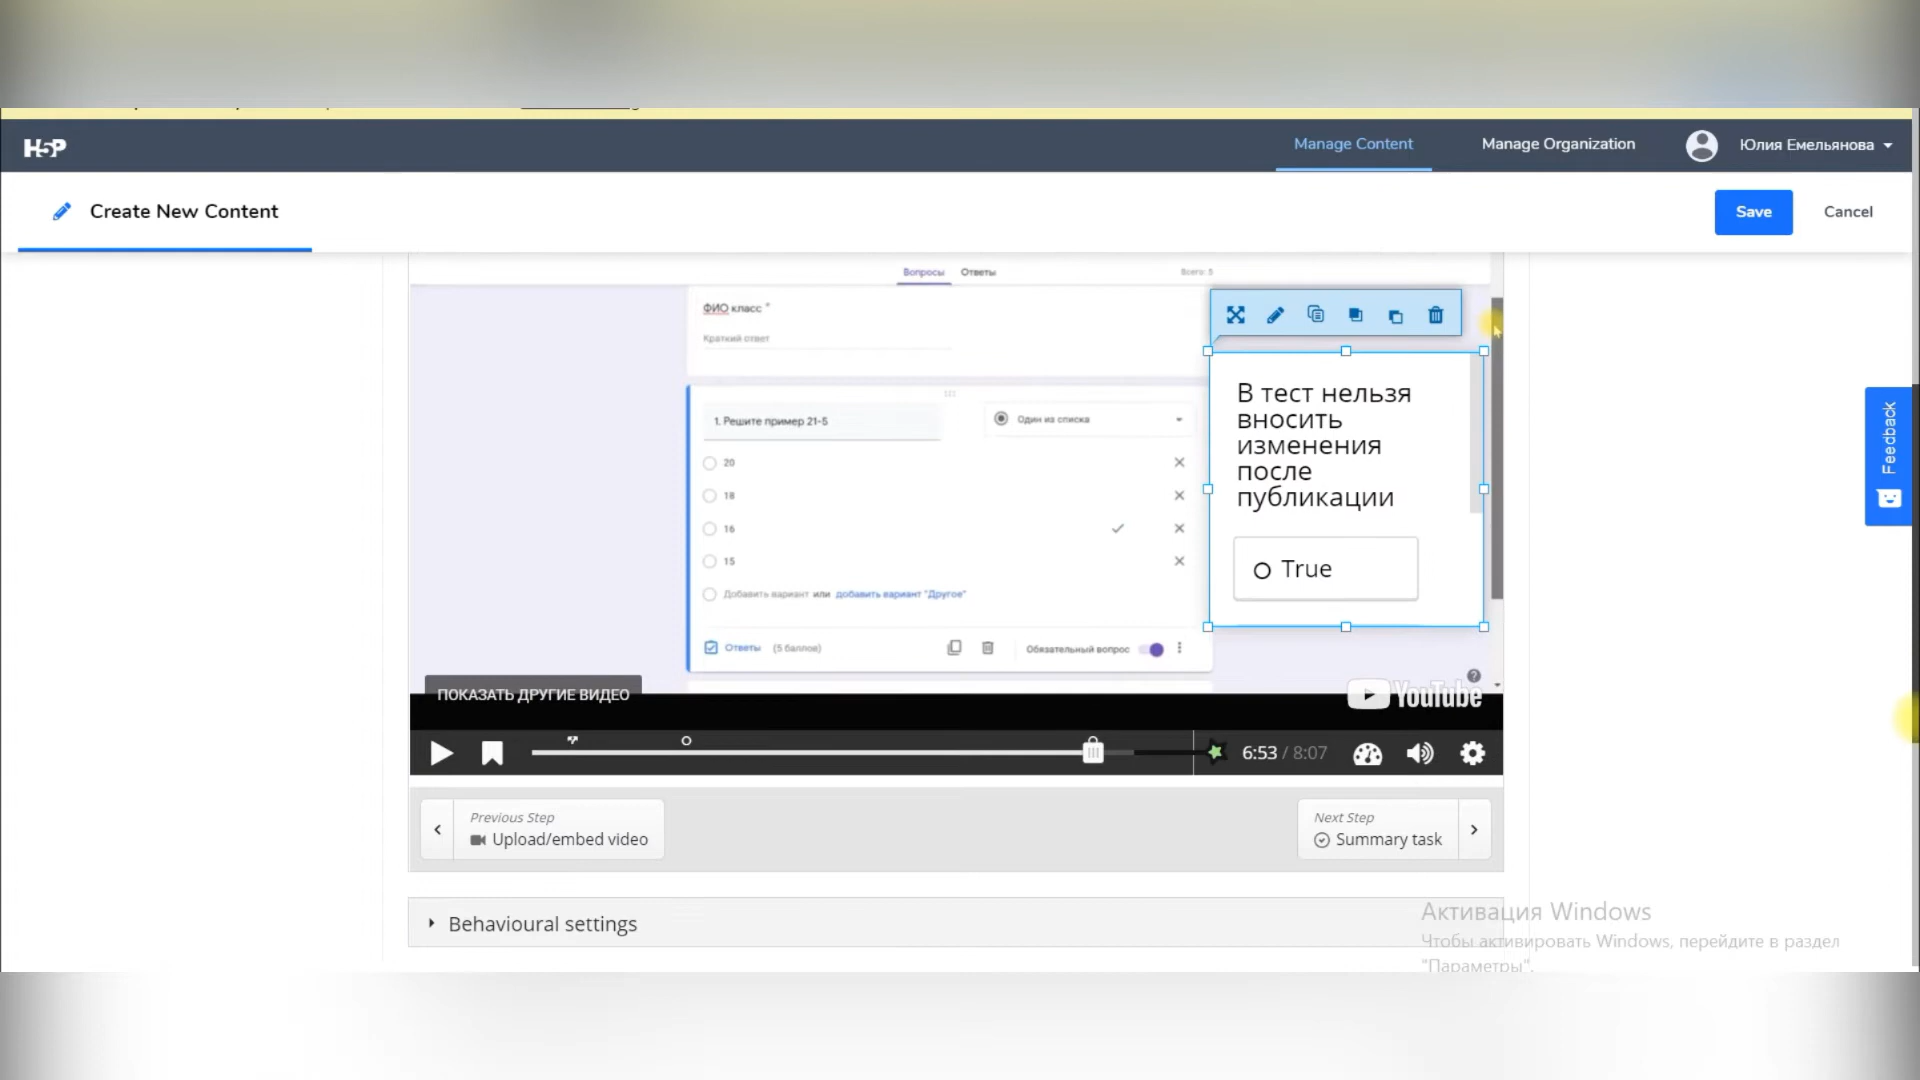 H5P
Manage Content
Manage Organization
Юлия Емельянова
Create New Content
Save
Cancel
Вопросы Ответы
Всего: 5
ФИО класс *
Краткий ответ
1. Решите пример 21-5
Один из списка
20
18
16
15
Добавить вариант или добавить вариант "Другое"
Ответы (5 баллов)
Обязательный вопрос
В тест нельзя
вносить
изменения
после
публикации
True
Feedback
ПОКАЗАТЬ ДРУГИЕ ВИДЕО
YouTube
6:53 / 8:07
Previous Step
Upload/embed video
Next Step
Summary task
Behavioural settings
Активация Windows
Чтобы активировать Windows, перейдите в раздел
"Параметры".